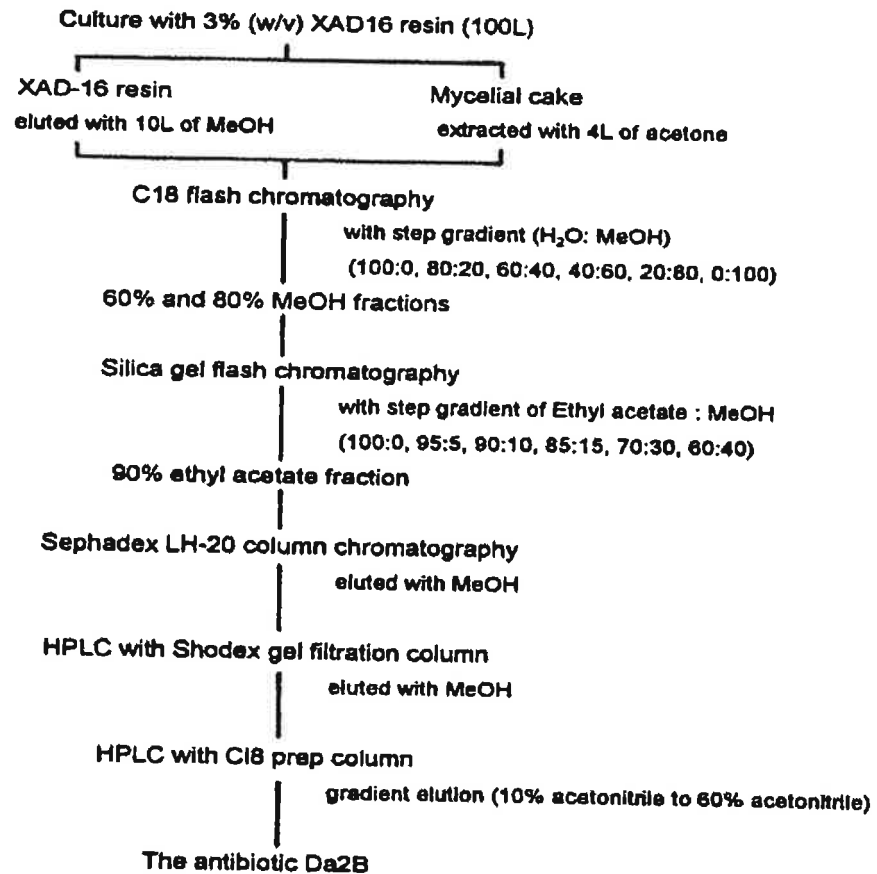 Culture with 3% (w/v) XAD16 resin (100L)
XAD-16 resin
eluted with 10L of MeOH
Mycelial cake
extracted with 4L of acetone
C18 flash chromatography
with step gradient (H₂O: MeOH)
(100:0, 80:20, 60:40, 40:60, 20:80, 0:100)
60% and 80% MeOH fractions
Silica gel flash chromatography
with step gradient of Ethyl acetate : MeOH
(100:0, 95:5, 90:10, 85:15, 70:30, 60:40)
90% ethyl acetate fraction
Sephadex LH-20 column chromatography
eluted with MeOH
HPLC with Shodex gel filtration column
eluted with MeOH
HPLC with Cl8 prep column
gradient elution (10% acetonitrile to 60% acetonitrile)
The antibiotic Da2B